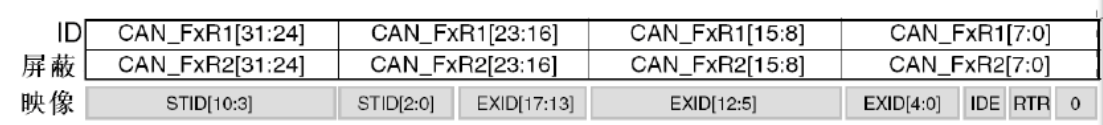 ID CAN_FxR1[31:24] CAN_FxR1[23:16] CAN_FxR1[15:8] CAN_FxR1[7:0]
屏蔽 CAN_FxR2[31:24] CAN_FxR2[23:16] CAN_FxR2[15:8] CAN_FxR2[7:0]
映像 STID[10:3] STID[2:0] EXID[17:13] EXID[12:5] EXID[4:0] IDE RTR 0